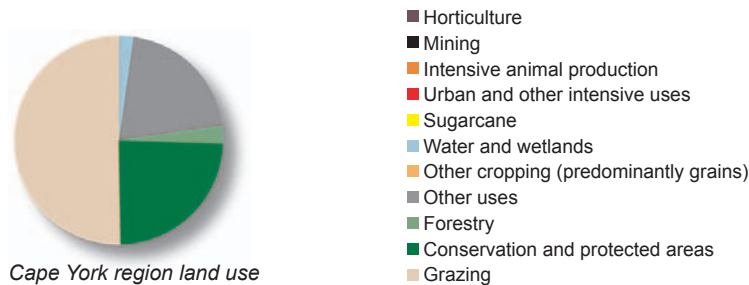 Horticulture
Mining
Intensive animal production
Urban and other intensive uses
Sugarcane
Water and wetlands
Other cropping (predominantly grains)
Other uses
Forestry
Conservation and protected areas
Grazing
Cape York region land use